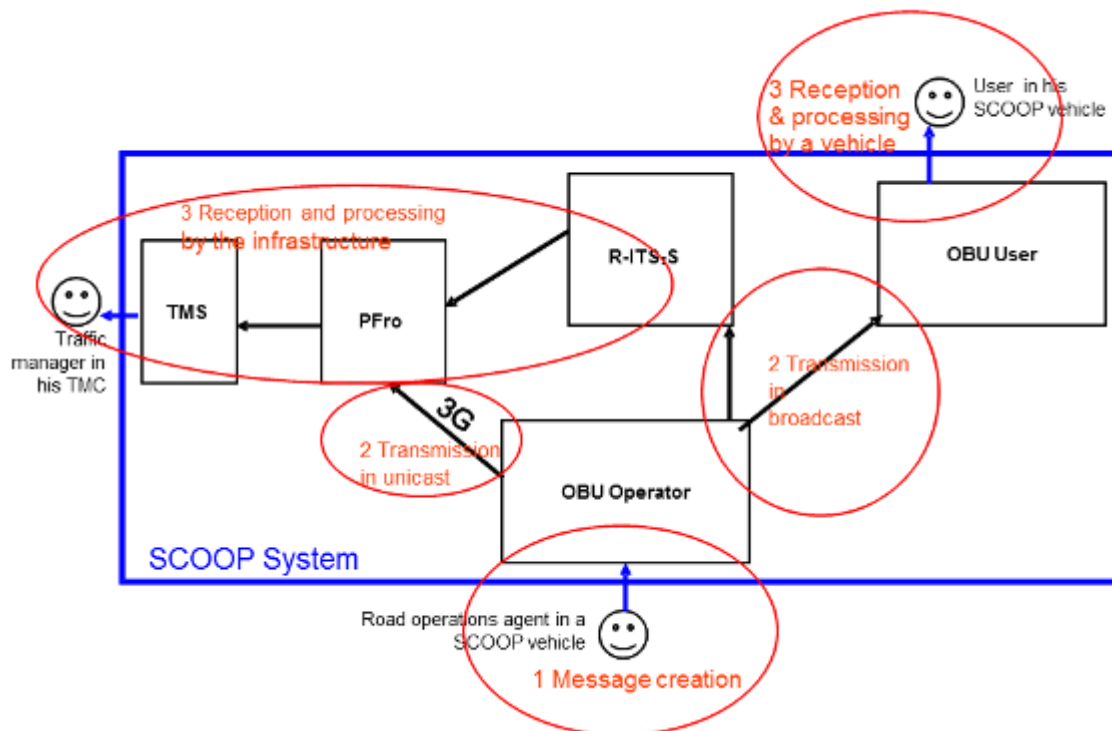 3 Reception
& processing
by a vehicle
User in his
SCOOP vehicle
3 Reception and processing
by the infrastructure
R-ITS-S
OBU User
TMS
PFro
Traffic
manager in
his TMC
2 Transmission
in
broadcast
3G
2 Transmission
in unicast
OBU Operator
SCOOP System
Road operations agent in a
SCOOP vehicle
1 Message creation